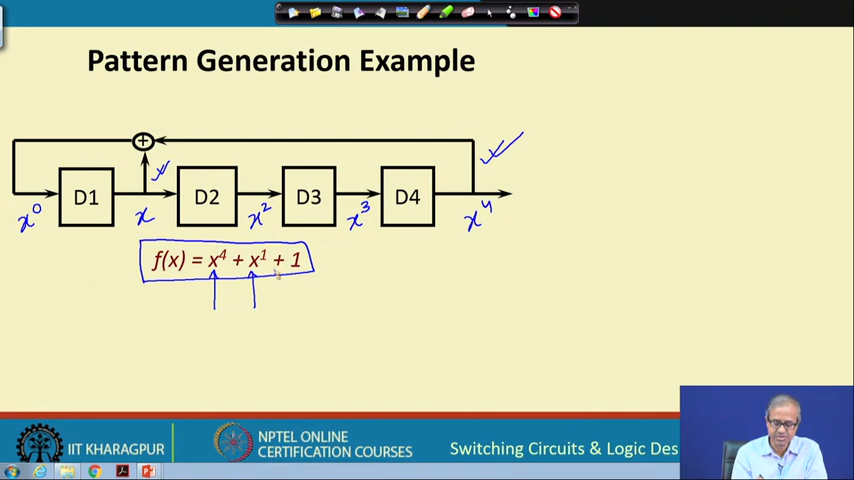 Pattern Generation Example
+
D1 D2 D3 D4
x⁰ x x² x³ x⁴
f(x) = x⁴ + x¹ + 1
IIT KHARAGPUR
NPTEL ONLINE
CERTIFICATION COURSES
Switching Circuits & Logic Des